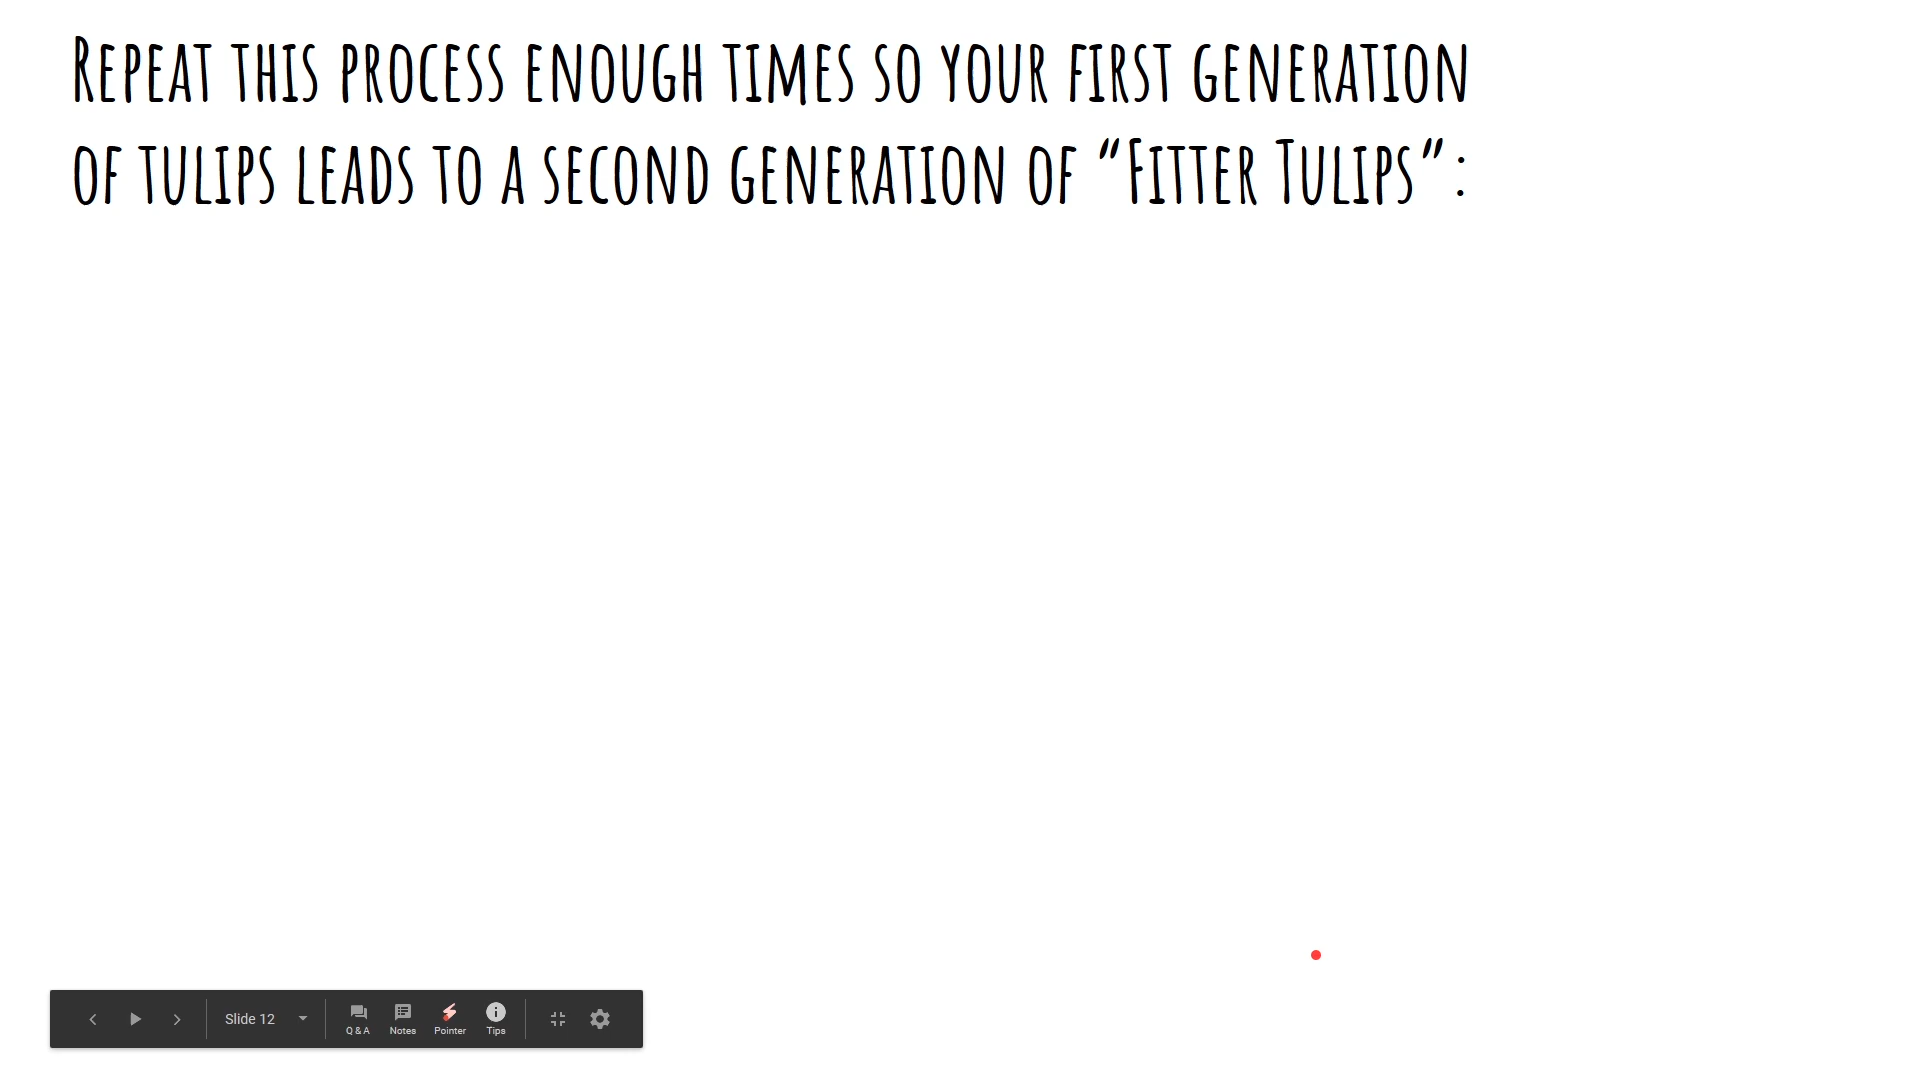 Repeat this process enough times so your first generation
of tulips leads to a second generation of “Fitter Tulips”:
Slide 12
Q & A
Notes
Pointer
Tips